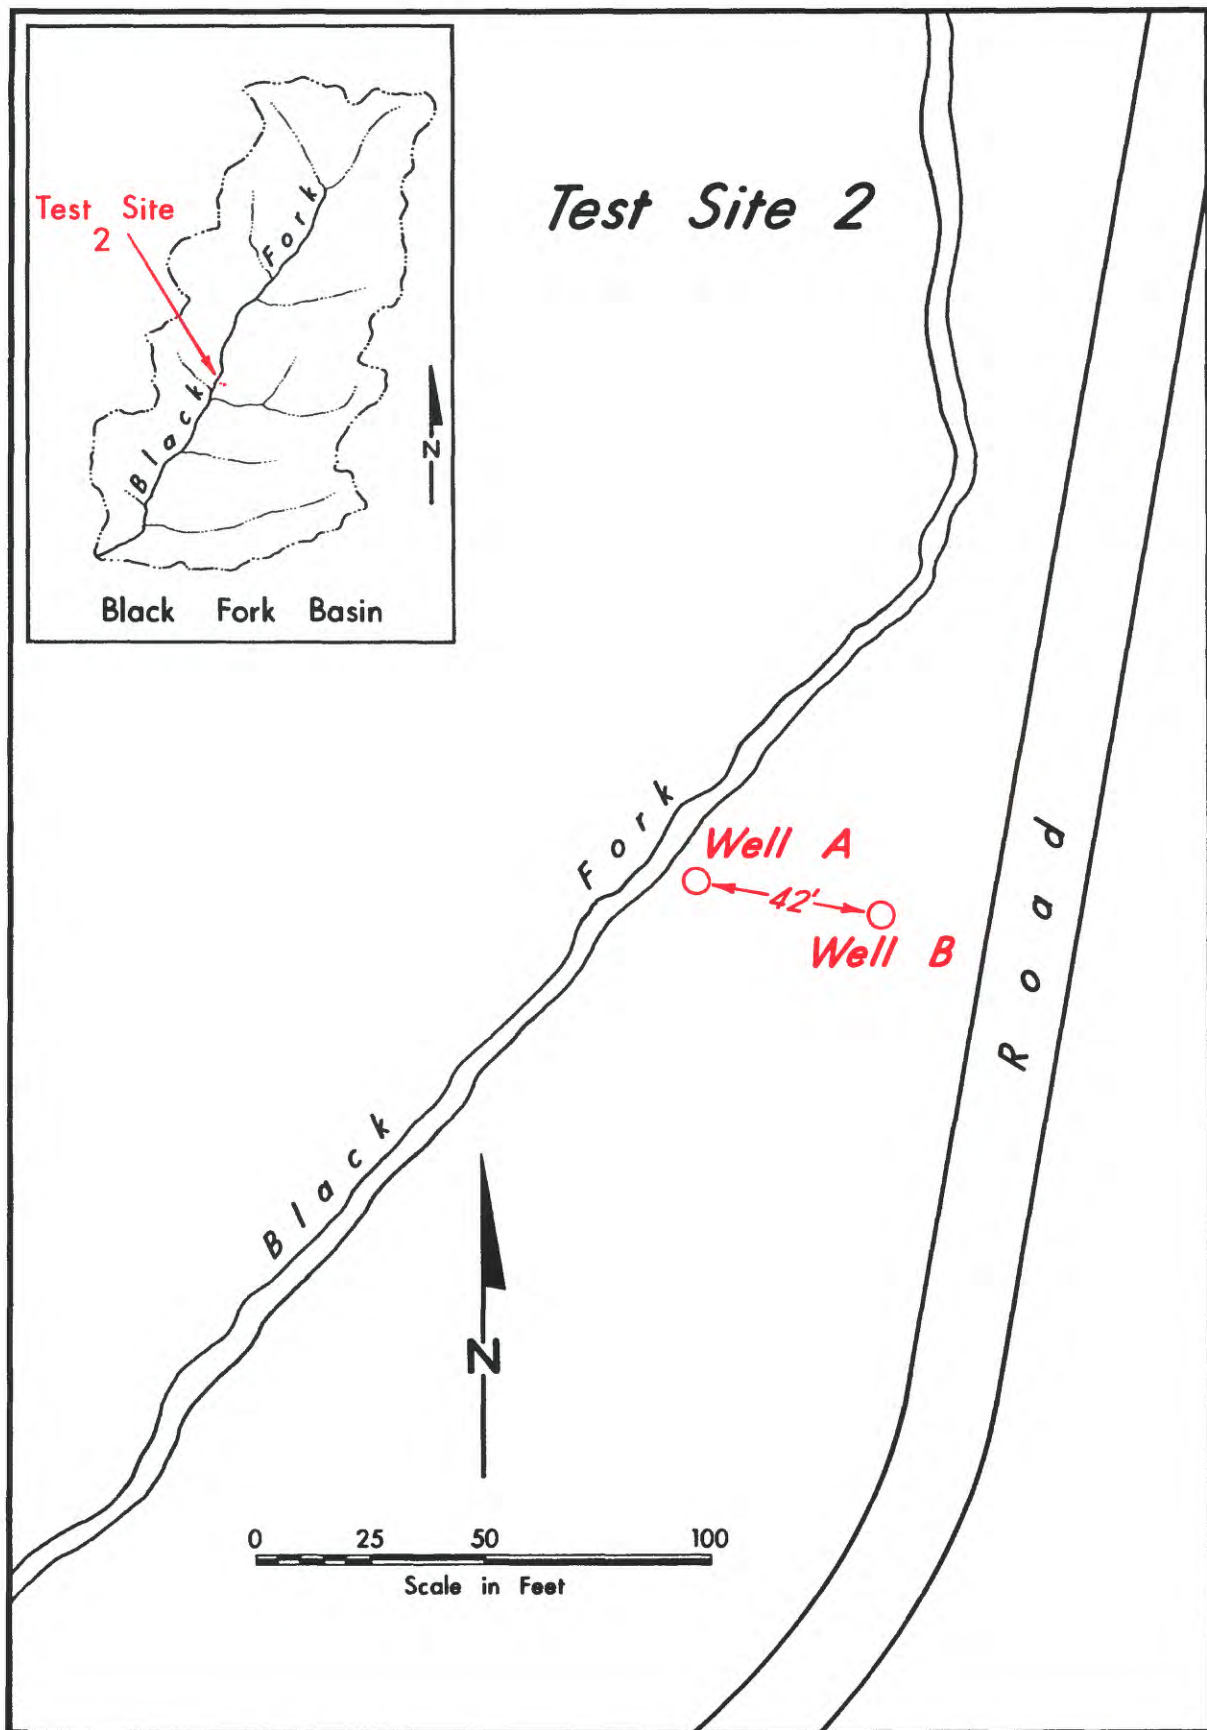 Test Site 2
Test Site
2
Fork
Black
N
Black Fork Basin
Fork
Well A
42'
Well B
Road
Black
N
0 25 50 100
Scale in Feet